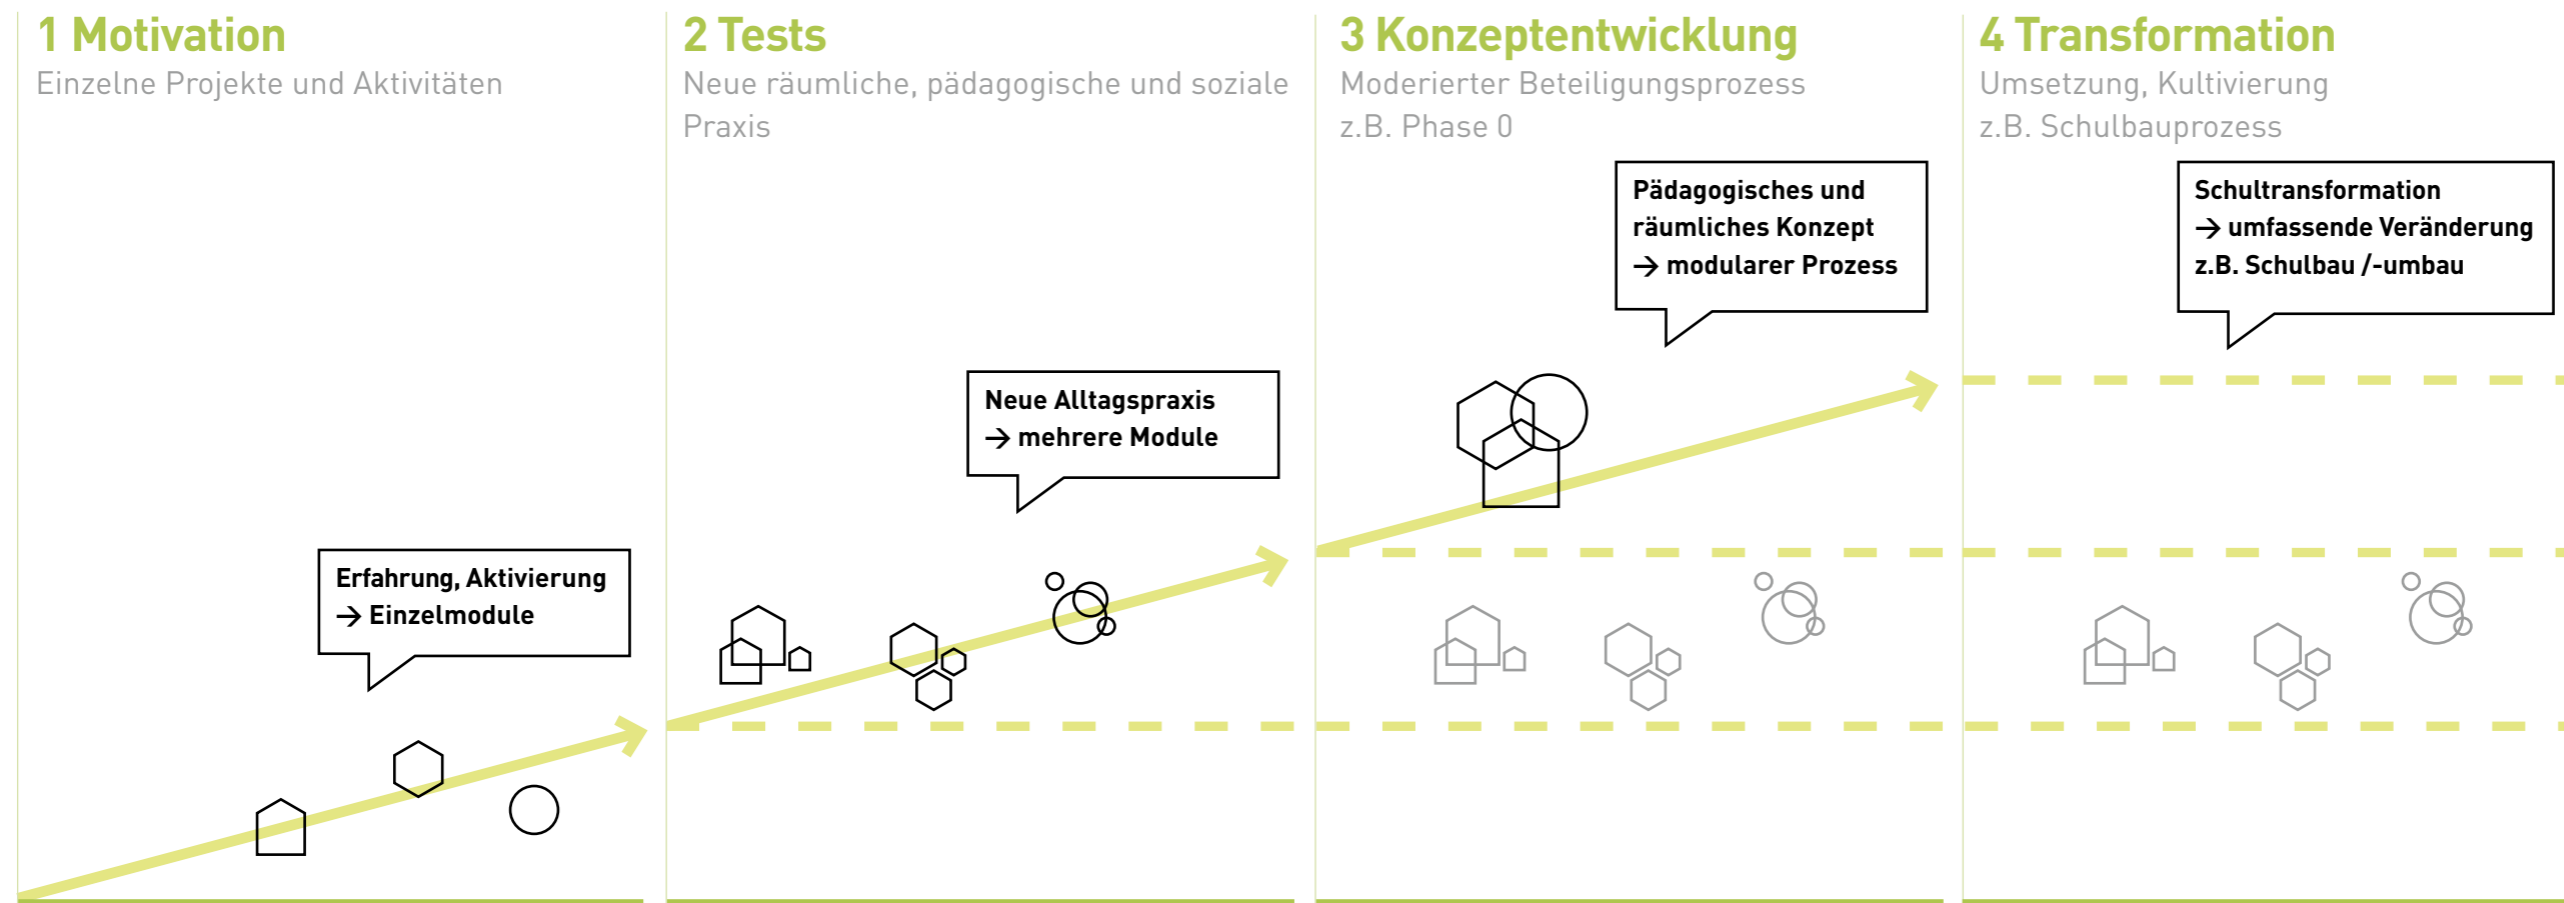 1 Motivation
Einzelne Projekte und Aktivitäten
Erfahrung, Aktivierung
→ Einzelmodule
2 Tests
Neue räumliche, pädagogische und soziale
Praxis
Neue Alltagspraxis
→ mehrere Module
3 Konzeptentwicklung
Moderierter Beteiligungsprozess
z.B. Phase 0
Pädagogisches und
räumliches Konzept
→ modularer Prozess
4 Transformation
Umsetzung, Kultivierung
z.B. Schulbauprozess
Schultransformation
→ umfassende Veränderung
z.B. Schulbau /-umbau